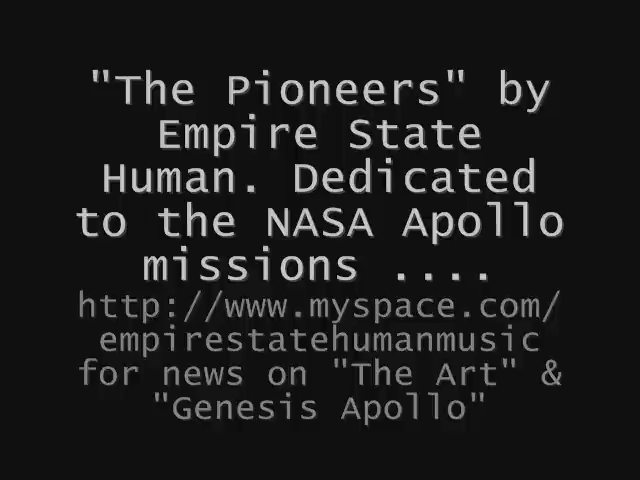 "The Pioneers" by
Empire State
Human. Dedicated
to the NASA Apollo
missions ....
http://www.myspace.com/
empirestatehumanmusic
for news on "The Art" &
"Genesis Apollo"